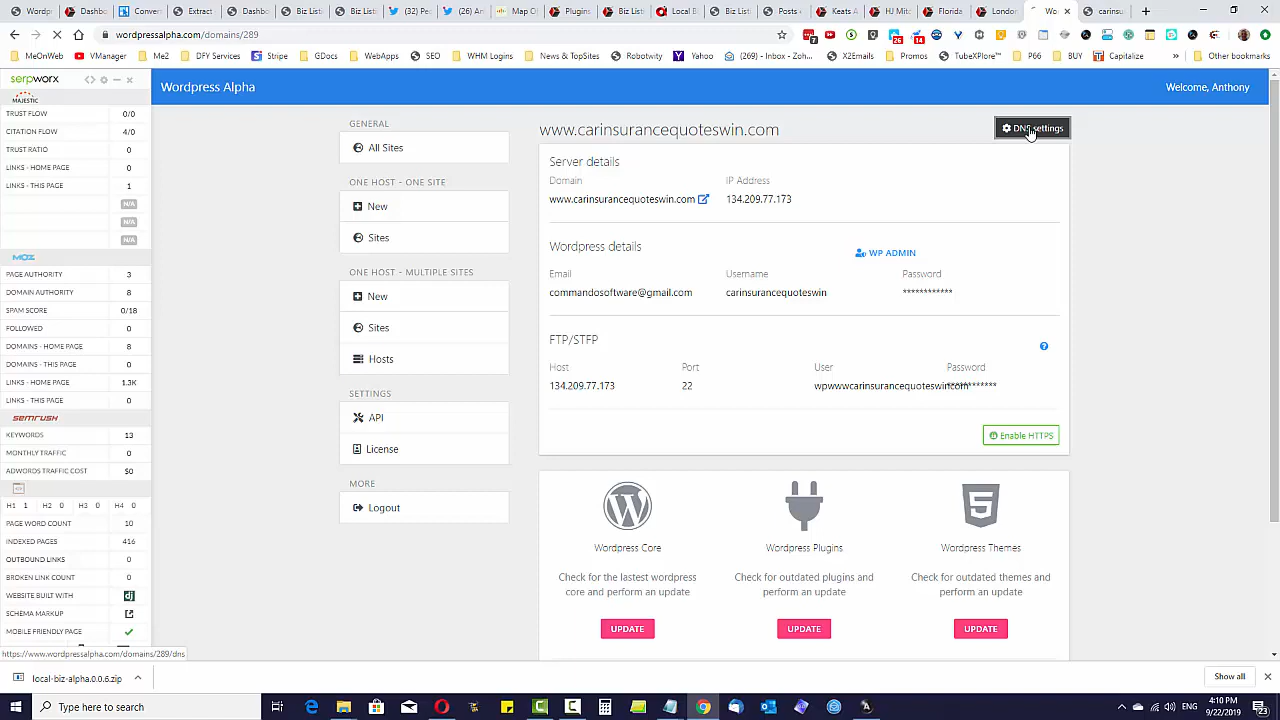 Wordpr
Dashbo
Conver
Extract
Dashbo
Biz List
Biz List
(32) Pe
(26) An
Map O
Plugins
Biz List
Local B
Biz List
Posts ‹
Keats A
HJ Mit
Florida
London
Wo
carinsu
wordpressalpha.com/domains/289
MeOnWeb
VManager
Me2
DFY Services
Stripe
GDocs
WebApps
SEO
WHM Logins
News & TopSites
Robotwity
Yahoo
(269) - Inbox - Zoh...
X2Emails
Promos
TubeXPlore™
P66
BUY
Capitalize
»
Other bookmarks
serpworx
Wordpress Alpha
Welcome, Anthony
MAJESTIC
TRUST FLOW 0/0
CITATION FLOW 4/0
TRUST RATIO 0
LINKS - HOME PAGE 0
LINKS - THIS PAGE 1
N/A
N/A
N/A
MOZ
PAGE AUTHORITY 3
DOMAIN AUTHORITY 8
SPAM SCORE 0/18
FOLLOWED 0
DOMAINS - HOME PAGE 8
DOMAINS - THIS PAGE 0
LINKS - HOME PAGE 1.3K
LINKS - THIS PAGE 0
SEMRUSH
KEYWORDS 13
MONTHLY TRAFFIC 0
ADWORDS TRAFFIC COST $0
H1 1 H2 0 H3 0 H4 0
PAGE WORD COUNT 10
INDEXED PAGES 416
OUTBOUND LINKS 0
BROKEN LINK COUNT 0
WEBSITE BUILT WITH dj
SCHEMA MARKUP
MOBILE FRIENDLY PAGE
https://www.wordpressalpha.com/domains/289/dns
GENERAL
All Sites
ONE HOST - ONE SITE
New
Sites
ONE HOST - MULTIPLE SITES
New
Sites
Hosts
SETTINGS
API
License
MORE
Logout
www.carinsurancequoteswin.com
DNS settings
Server details
Domain IP Address
www.carinsurancequoteswin.com 134.209.77.173
Wordpress details
WP ADMIN
Email Username Password
commandosoftware@gmail.com carinsurancequoteswin ************
FTP/STFP
Host Port User Password
134.209.77.173 22 wpwwwcarinsurancequoteswincom ************
Enable HTTPS
Wordpress Core
Check for the lastest wordpress
core and perform an update
UPDATE
Wordpress Plugins
Check for outdated plugins and
perform an update
UPDATE
Wordpress Themes
Check for outdated themes and
perform an update
UPDATE
local-biz-alpha.0.0.6.zip
Show all
Type here to search
ENG
4:10 PM
9/22/2019